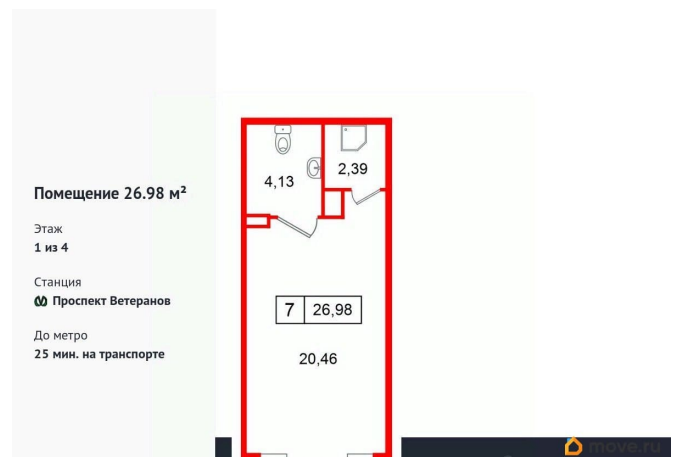 Помещение 26.98 м²
Этаж
1 из 4
Станция
Проспект Ветеранов
До метро
25 мин. на транспорте
4,13
2,39
7 26,98
20,46
move.ru